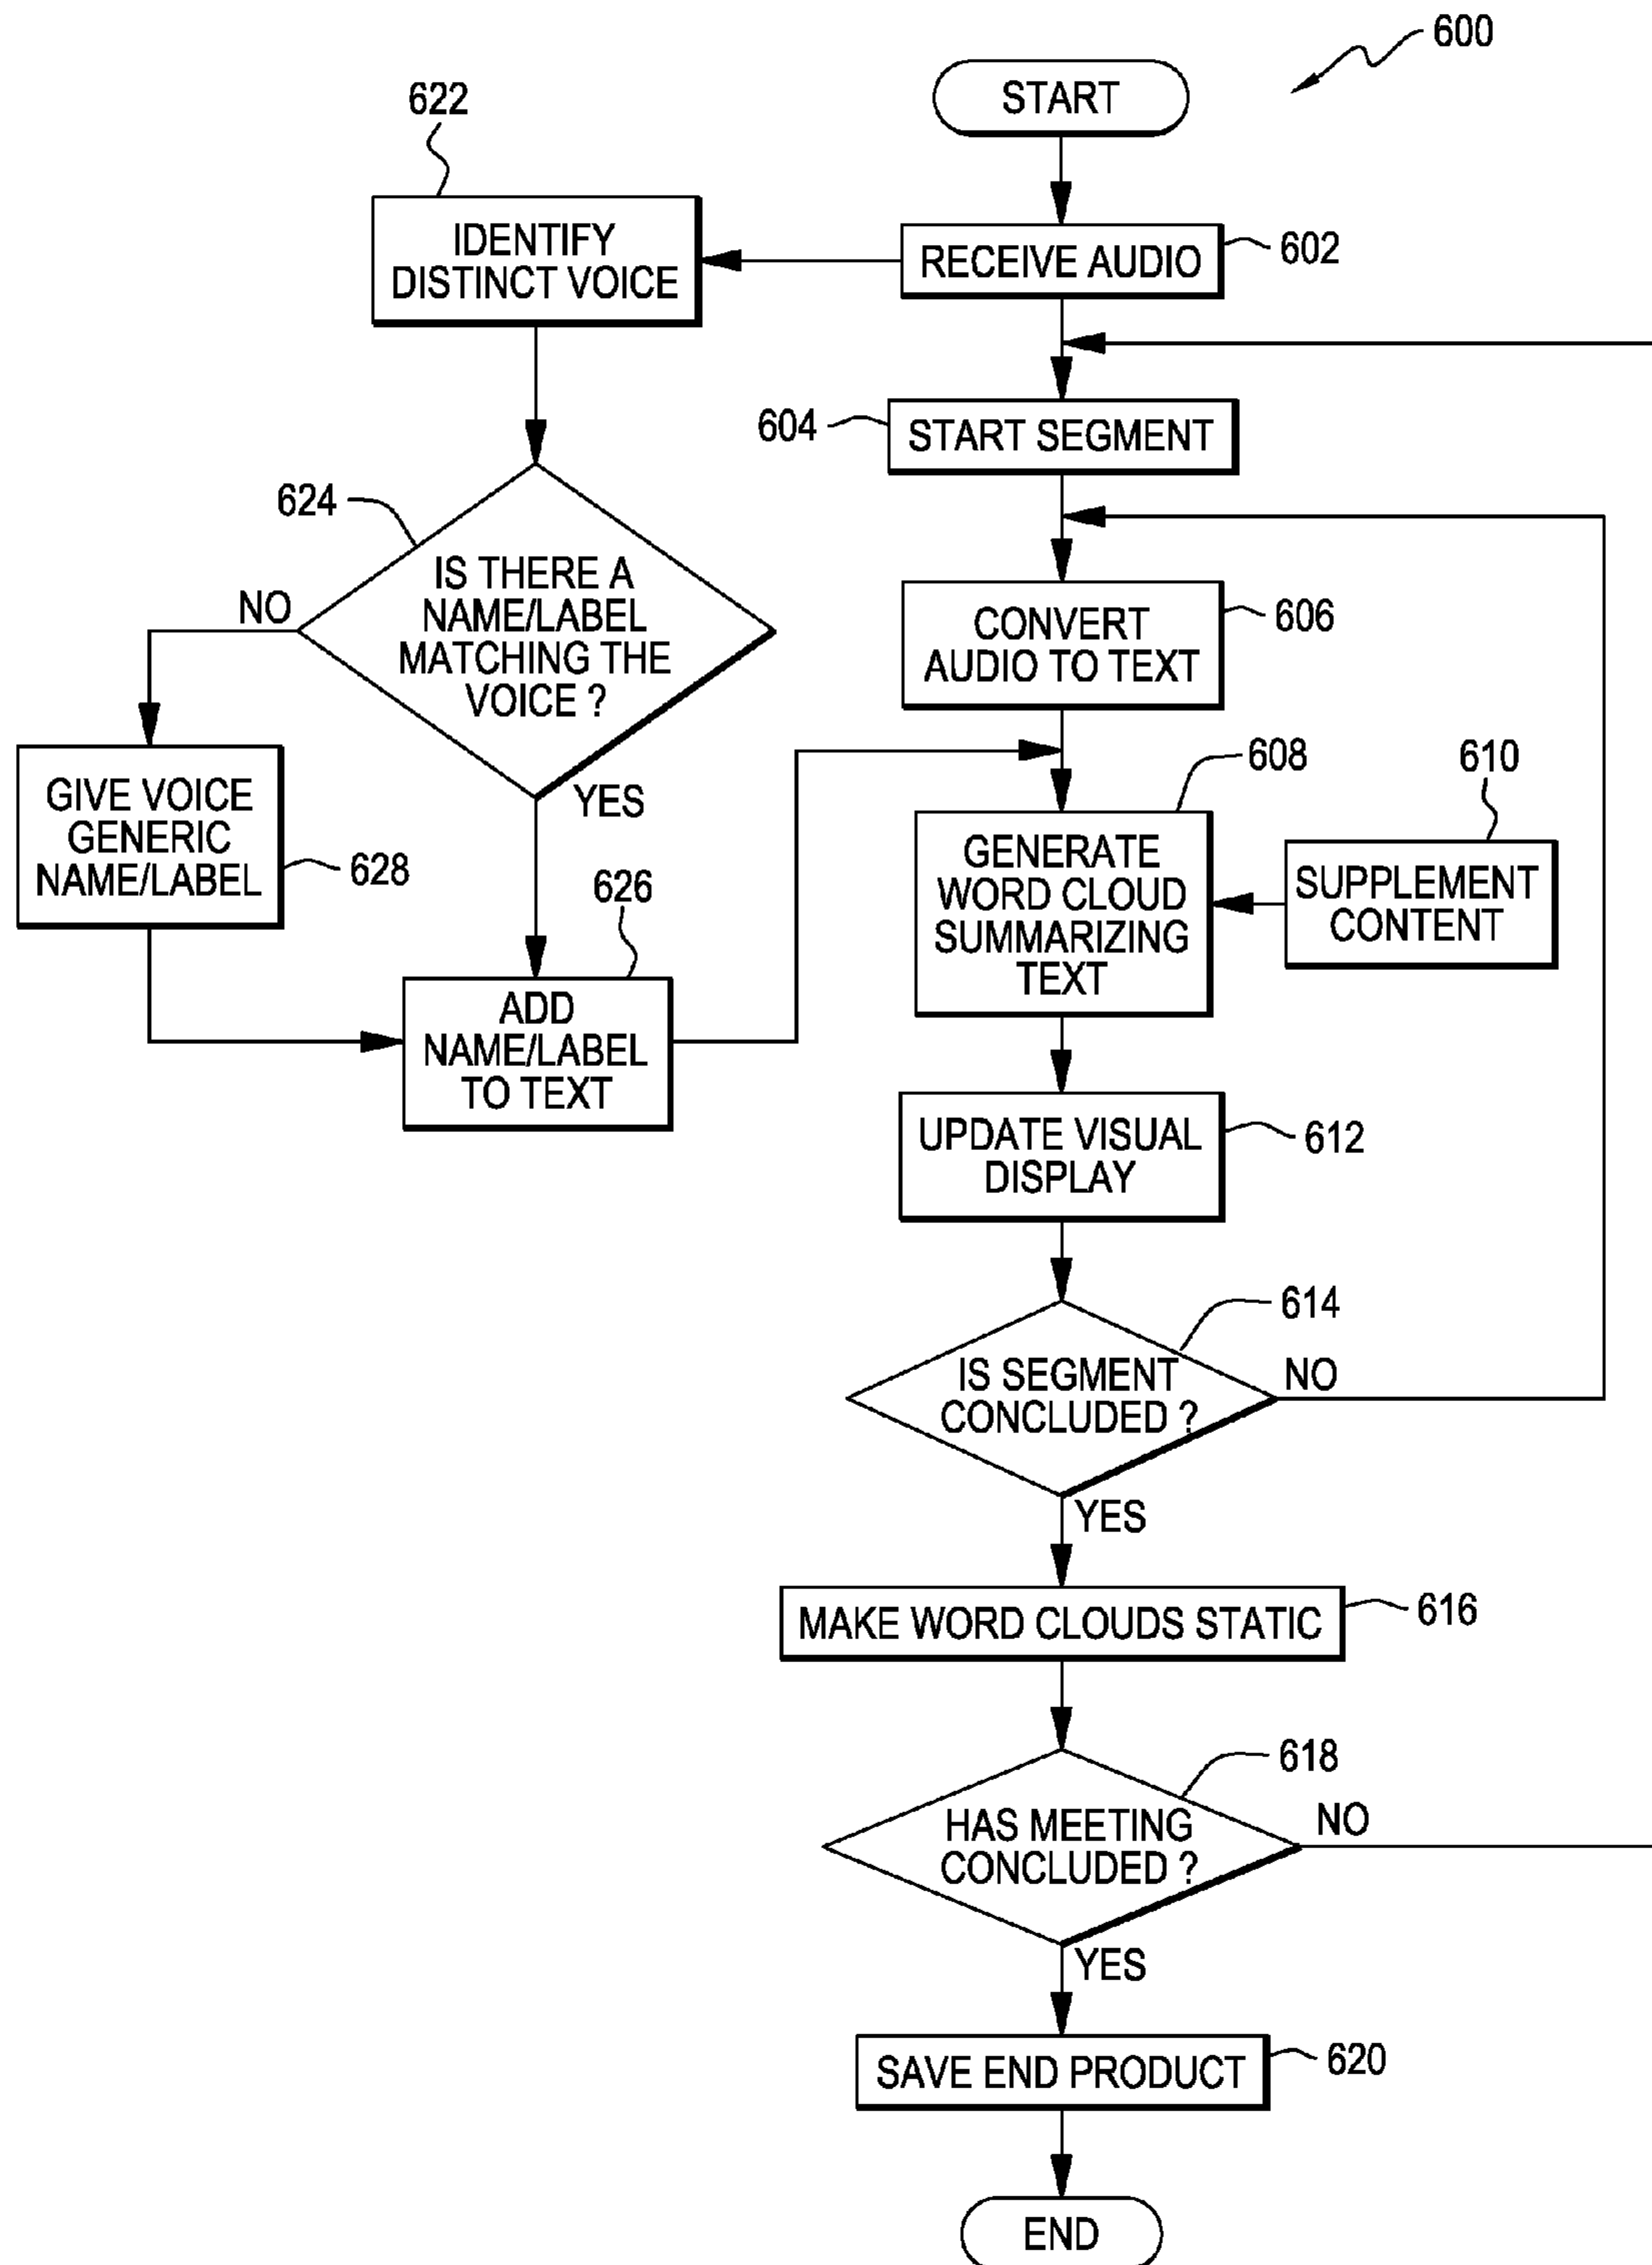 600
START
622
IDENTIFY
DISTINCT VOICE
RECEIVE AUDIO
602
604
START SEGMENT
624
IS THERE A
NAME/LABEL
MATCHING THE
VOICE ?
NO
YES
CONVERT
AUDIO TO TEXT
606
GIVE VOICE
GENERIC
NAME/LABEL
628
626
ADD
NAME/LABEL
TO TEXT
608
GENERATE
WORD CLOUD
SUMMARIZING
TEXT
610
SUPPLEMENT
CONTENT
UPDATE VISUAL
DISPLAY
612
614
IS SEGMENT
CONCLUDED ?
NO
YES
MAKE WORD CLOUDS STATIC
616
618
HAS MEETING
CONCLUDED ?
NO
YES
SAVE END PRODUCT
620
END